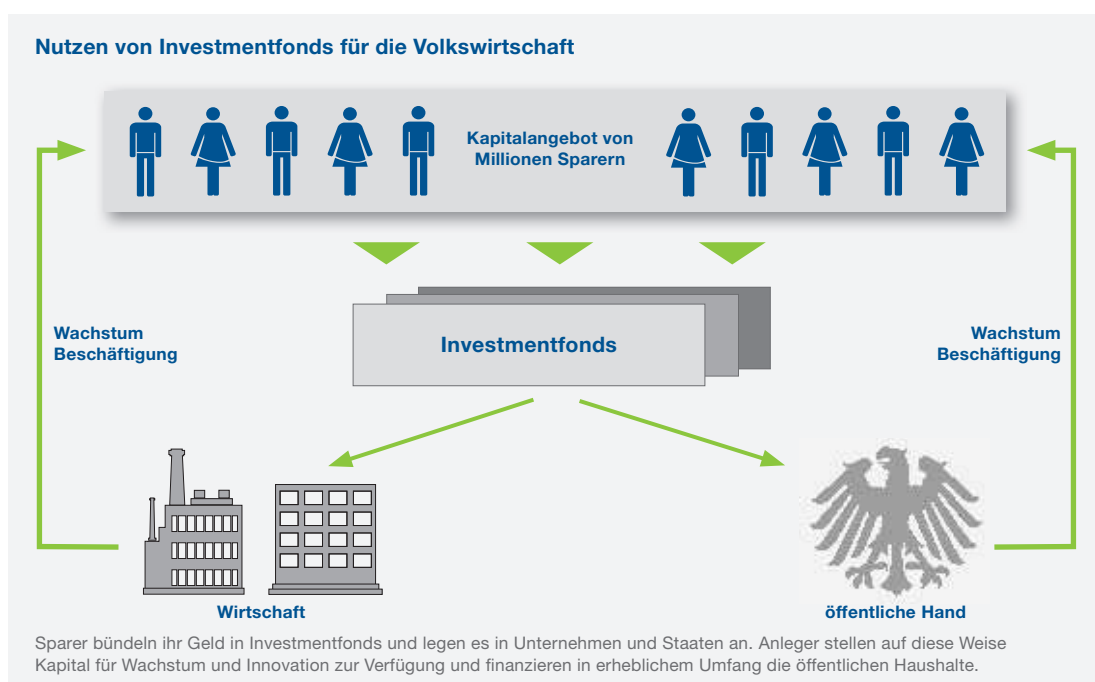 Nutzen von Investmentfonds für die Volkswirtschaft
Kapitalangebot von
Millionen Sparern
Investmentfonds
Wachstum
Beschäftigung
Wachstum
Beschäftigung
Wirtschaft
öffentliche Hand
Sparer bündeln ihr Geld in Investmentfonds und legen es in Unternehmen und Staaten an. Anleger stellen auf diese Weise
Kapital für Wachstum und Innovation zur Verfügung und finanzieren in erheblichem Umfang die öffentlichen Haushalte.